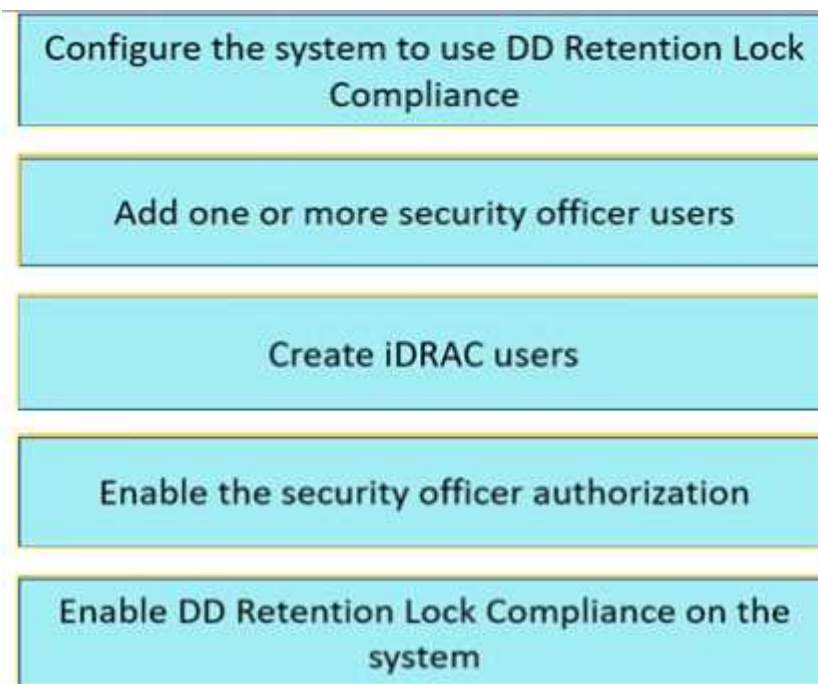 Configure the system to use DD Retention Lock
Compliance
Add one or more security officer users
Create iDRAC users
Enable the security officer authorization
Enable DD Retention Lock Compliance on the
system